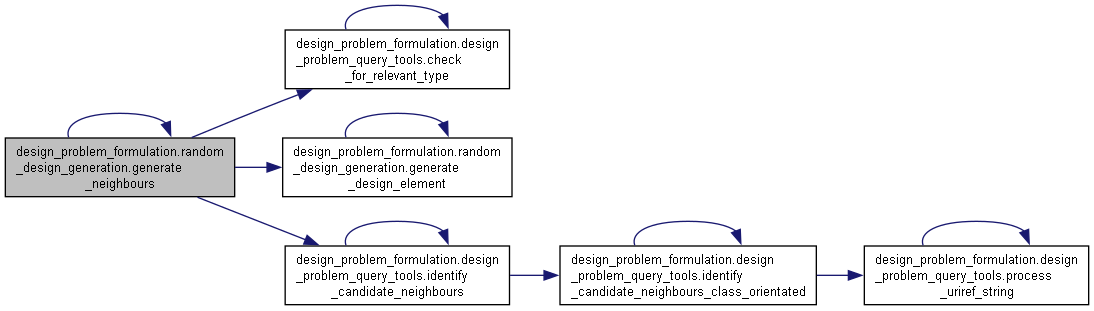 design_problem_formulation.design
_problem_query_tools.check
_for_relevant_type
design_problem_formulation.random
_design_generation.generate
_neighbours
design_problem_formulation.random
_design_generation.generate
_design_element
design_problem_formulation.design
_problem_query_tools.identify
_candidate_neighbours
design_problem_formulation.design
_problem_query_tools.identify
_candidate_neighbours_class_orientated
design_problem_formulation.design
_problem_query_tools.process
_uriref_string